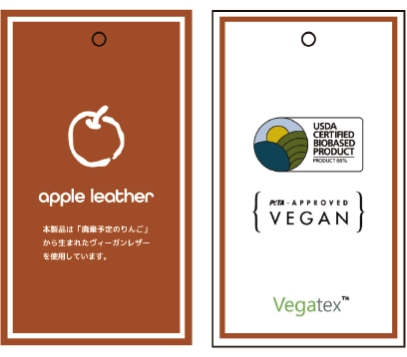 apple leather
本製品は「廃棄予定のりんご」
から生まれたヴィーガンレザー
を使用しています。
USDA
CERTIFIED
BIOBASED
PRODUCT
PRODUCT 66%
PETA-APPROVED
VEGAN
Vegatex™